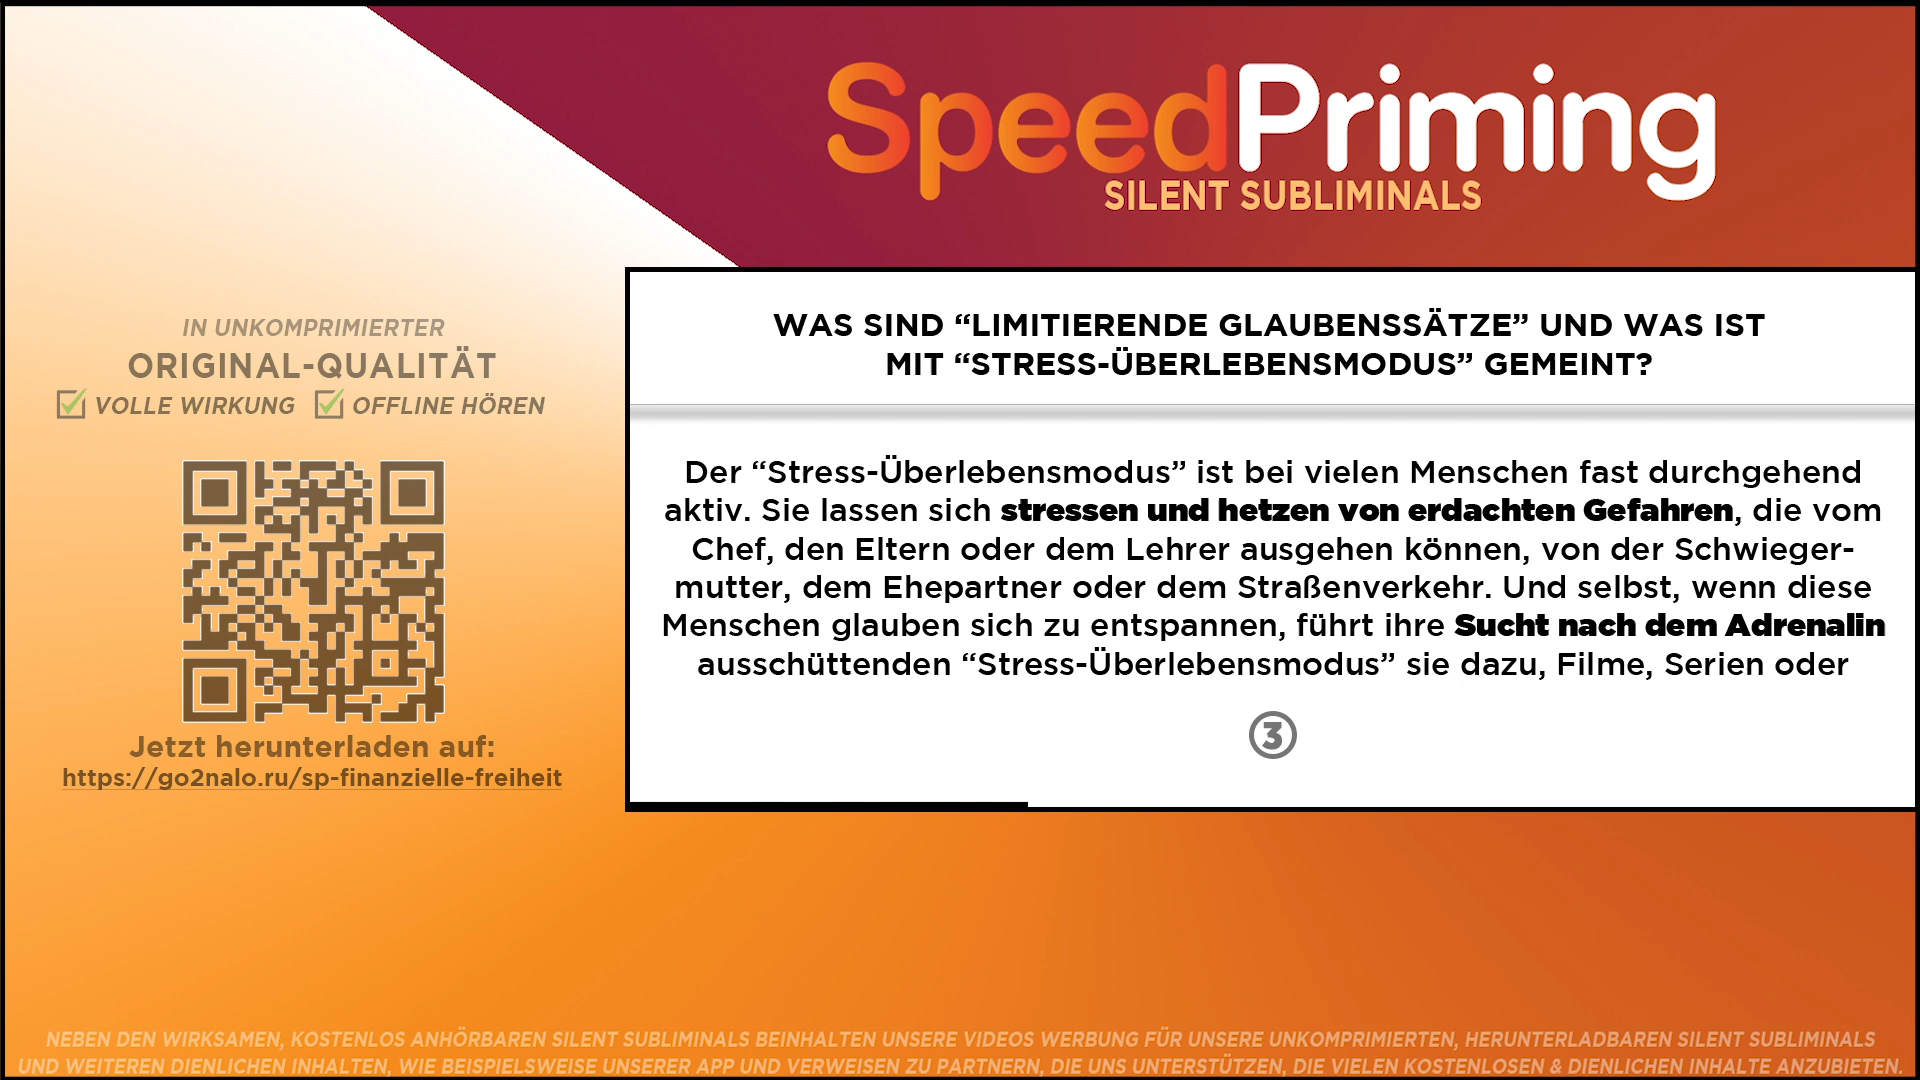 SpeedPriming
SILENT SUBLIMINALS
IN UNKOMPRIMIERTER
ORIGINAL-QUALITÄT
VOLLE WIRKUNG OFFLINE HÖREN
Jetzt herunterladen auf:
https://go2nalo.ru/sp-finanzielle-freiheit
WAS SIND “LIMITIERENDE GLAUBENSSÄTZE” UND WAS IST
MIT “STRESS-ÜBERLEBENSMODUS” GEMEINT?
Der “Stress-Überlebensmodus” ist bei vielen Menschen fast durchgehend
aktiv. Sie lassen sich stressen und hetzen von erdachten Gefahren, die vom
Chef, den Eltern oder dem Lehrer ausgehen können, von der Schwieger-
mutter, dem Ehepartner oder dem Straßenverkehr. Und selbst, wenn diese
Menschen glauben sich zu entspannen, führt ihre Sucht nach dem Adrenalin
ausschüttenden “Stress-Überlebensmodus” sie dazu, Filme, Serien oder
3
NEBEN DEN WIRKSAMEN, KOSTENLOS ANHÖRBAREN SILENT SUBLIMINALS BEINHALTEN UNSERE VIDEOS WERBUNG FÜR UNSERE UNKOMPRIMIERTEN, HERUNTERLADBAREN SILENT SUBLIMINALS
UND WEITEREN DIENLICHEN INHALTEN, WIE BEISPIELSWEISE UNSERER APP UND VERWEISEN ZU PARTNERN, DIE UNS UNTERSTÜTZEN, DIE VIELEN KOSTENLOSEN & DIENLICHEN INHALTE ANZUBIETEN.